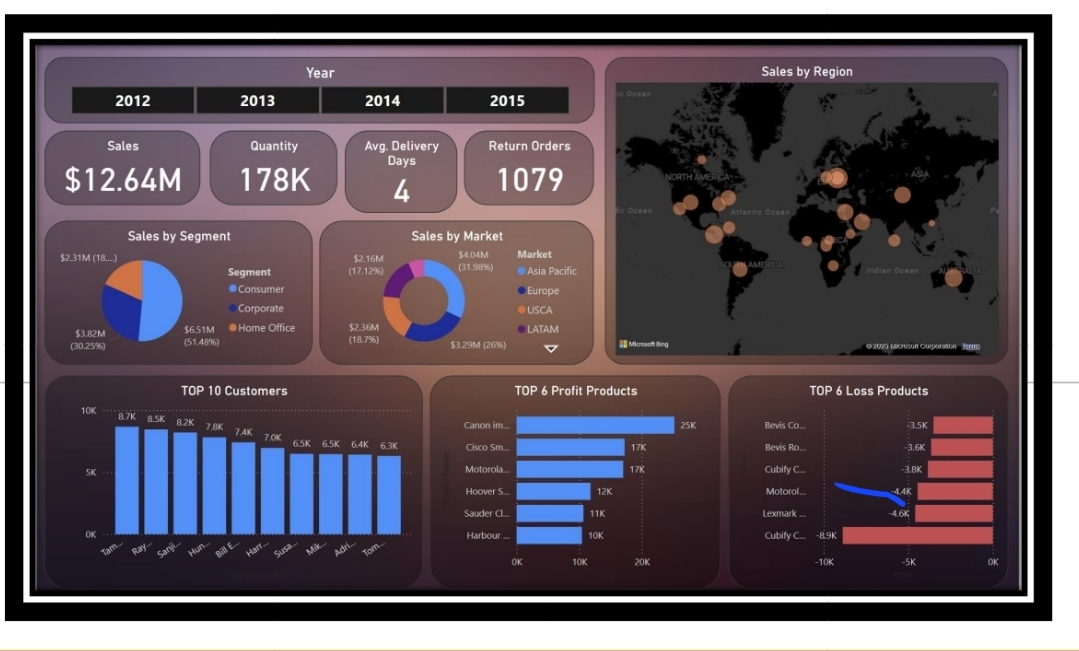 Year
2012 2013 2014 2015
Sales
$12.64M
Quantity
178K
Avg. Delivery
Days
4
Return Orders
1079
Sales by Region
NORTH AMERICA
Atlantic Ocean
ASIA
SOUTH AMERICA
Indian Ocean
AUSTRALIA
Microsoft Bing
© 2025 Microsoft Corporation Terms
Sales by Segment
$2.31M (18....)
$3.82M
(30.25%)
$6.51M
(51.48%)
Segment
Consumer
Corporate
Home Office
Sales by Market
$2.16M
(17.12%)
$4.04M
(31.98%)
$2.36M
(18.7%)
$3.29M (26%)
Market
Asia Pacific
Europe
USCA
LATAM
TOP 10 Customers
10K
5K
0K
8.7K 8.5K 8.2K 7.8K 7.4K 7.0K 6.5K 6.5K 6.4K 6.3K
Tam... Ray... Sanj... Hun... Bill E... Harr... Susa... Mik... Adri... Tom...
TOP 6 Profit Products
Canon im... 25K
Cisco Sm... 17K
Motorola... 17K
Hoover S... 12K
Sauder Cl... 11K
Harbour ... 10K
0K 10K 20K
TOP 6 Loss Products
Bevis Co... -3.5K
Bevis Ro... -3.6K
Cubify C... -3.8K
Motorol... -4.4K
Lexmark ... -4.6K
Cubify C... -8.9K
-10K -5K 0K